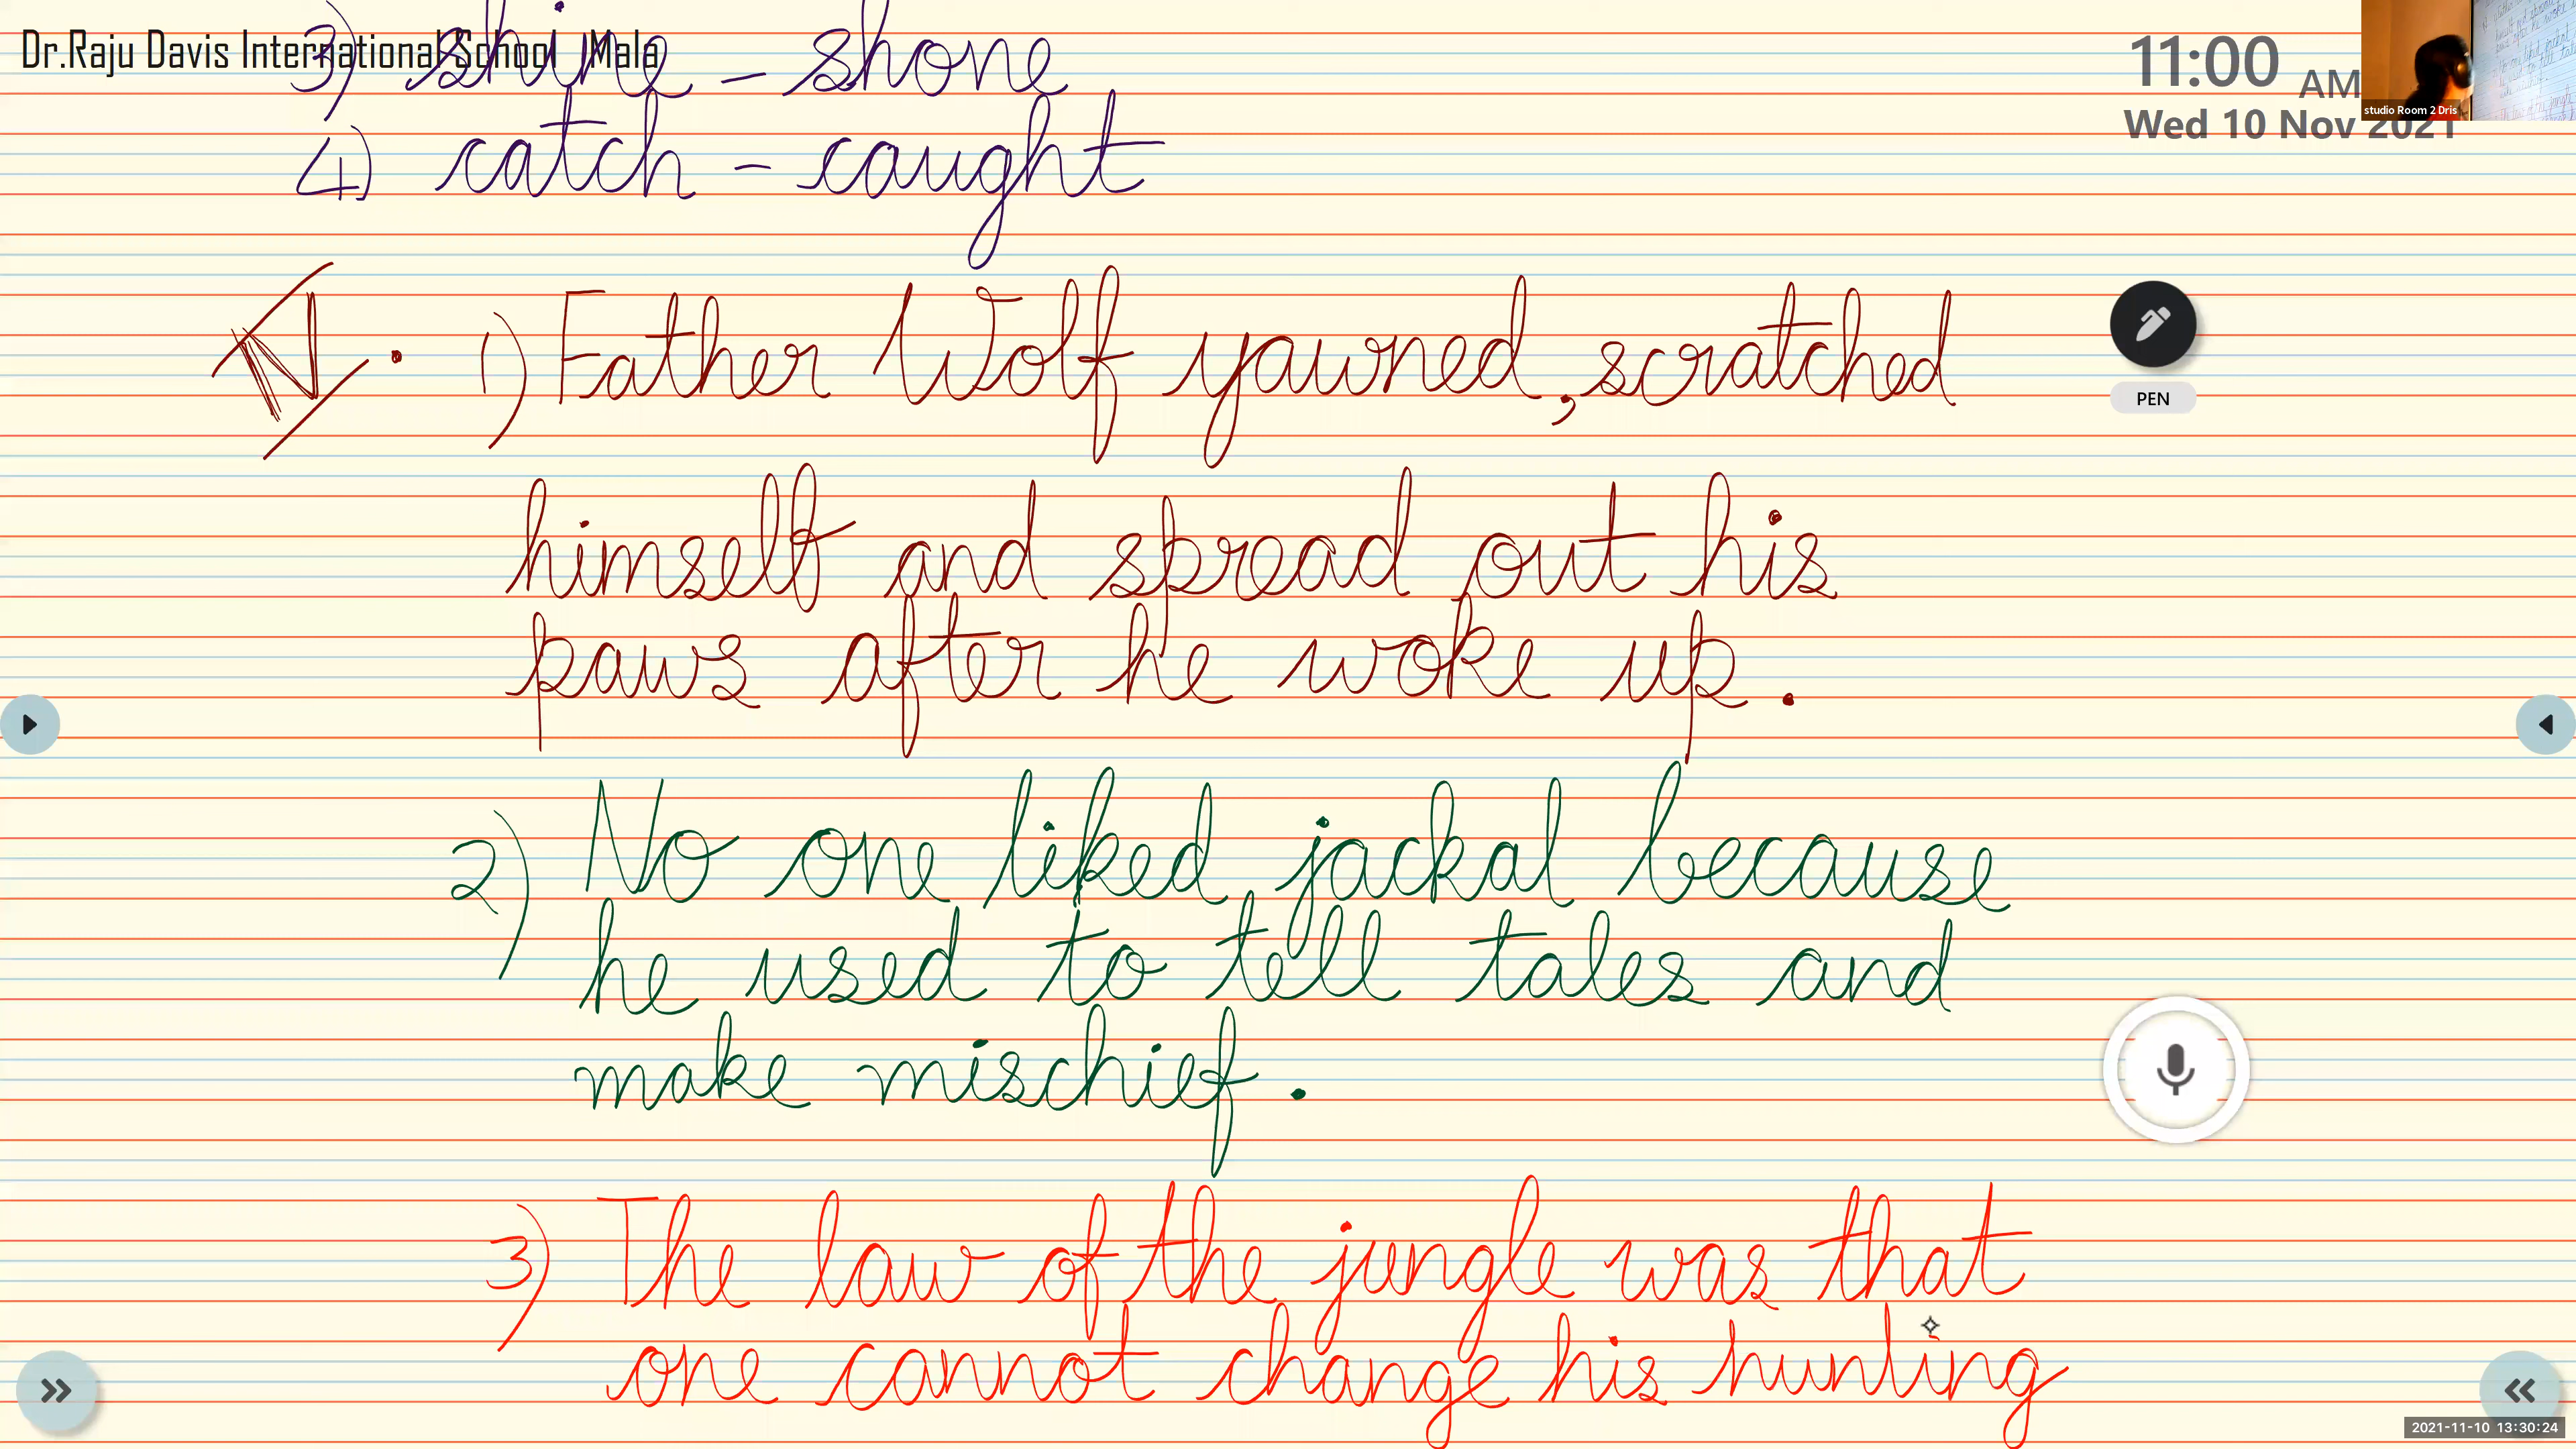 Dr.Raju Davis International School Mala
11:00 AM
Wed 10 Nov 2021
studio Room 2 Dris
3) shine - shone
4) catch - caught
IV. 1) Father Wolf yawned, scratched
himself and spread out his
paws after he woke up.
PEN
2) No one liked jackal because
he used to tell tales and
make mischief.
3) The law of the jungle was that
one cannot change his hunting
2021-11-10 13:30:24